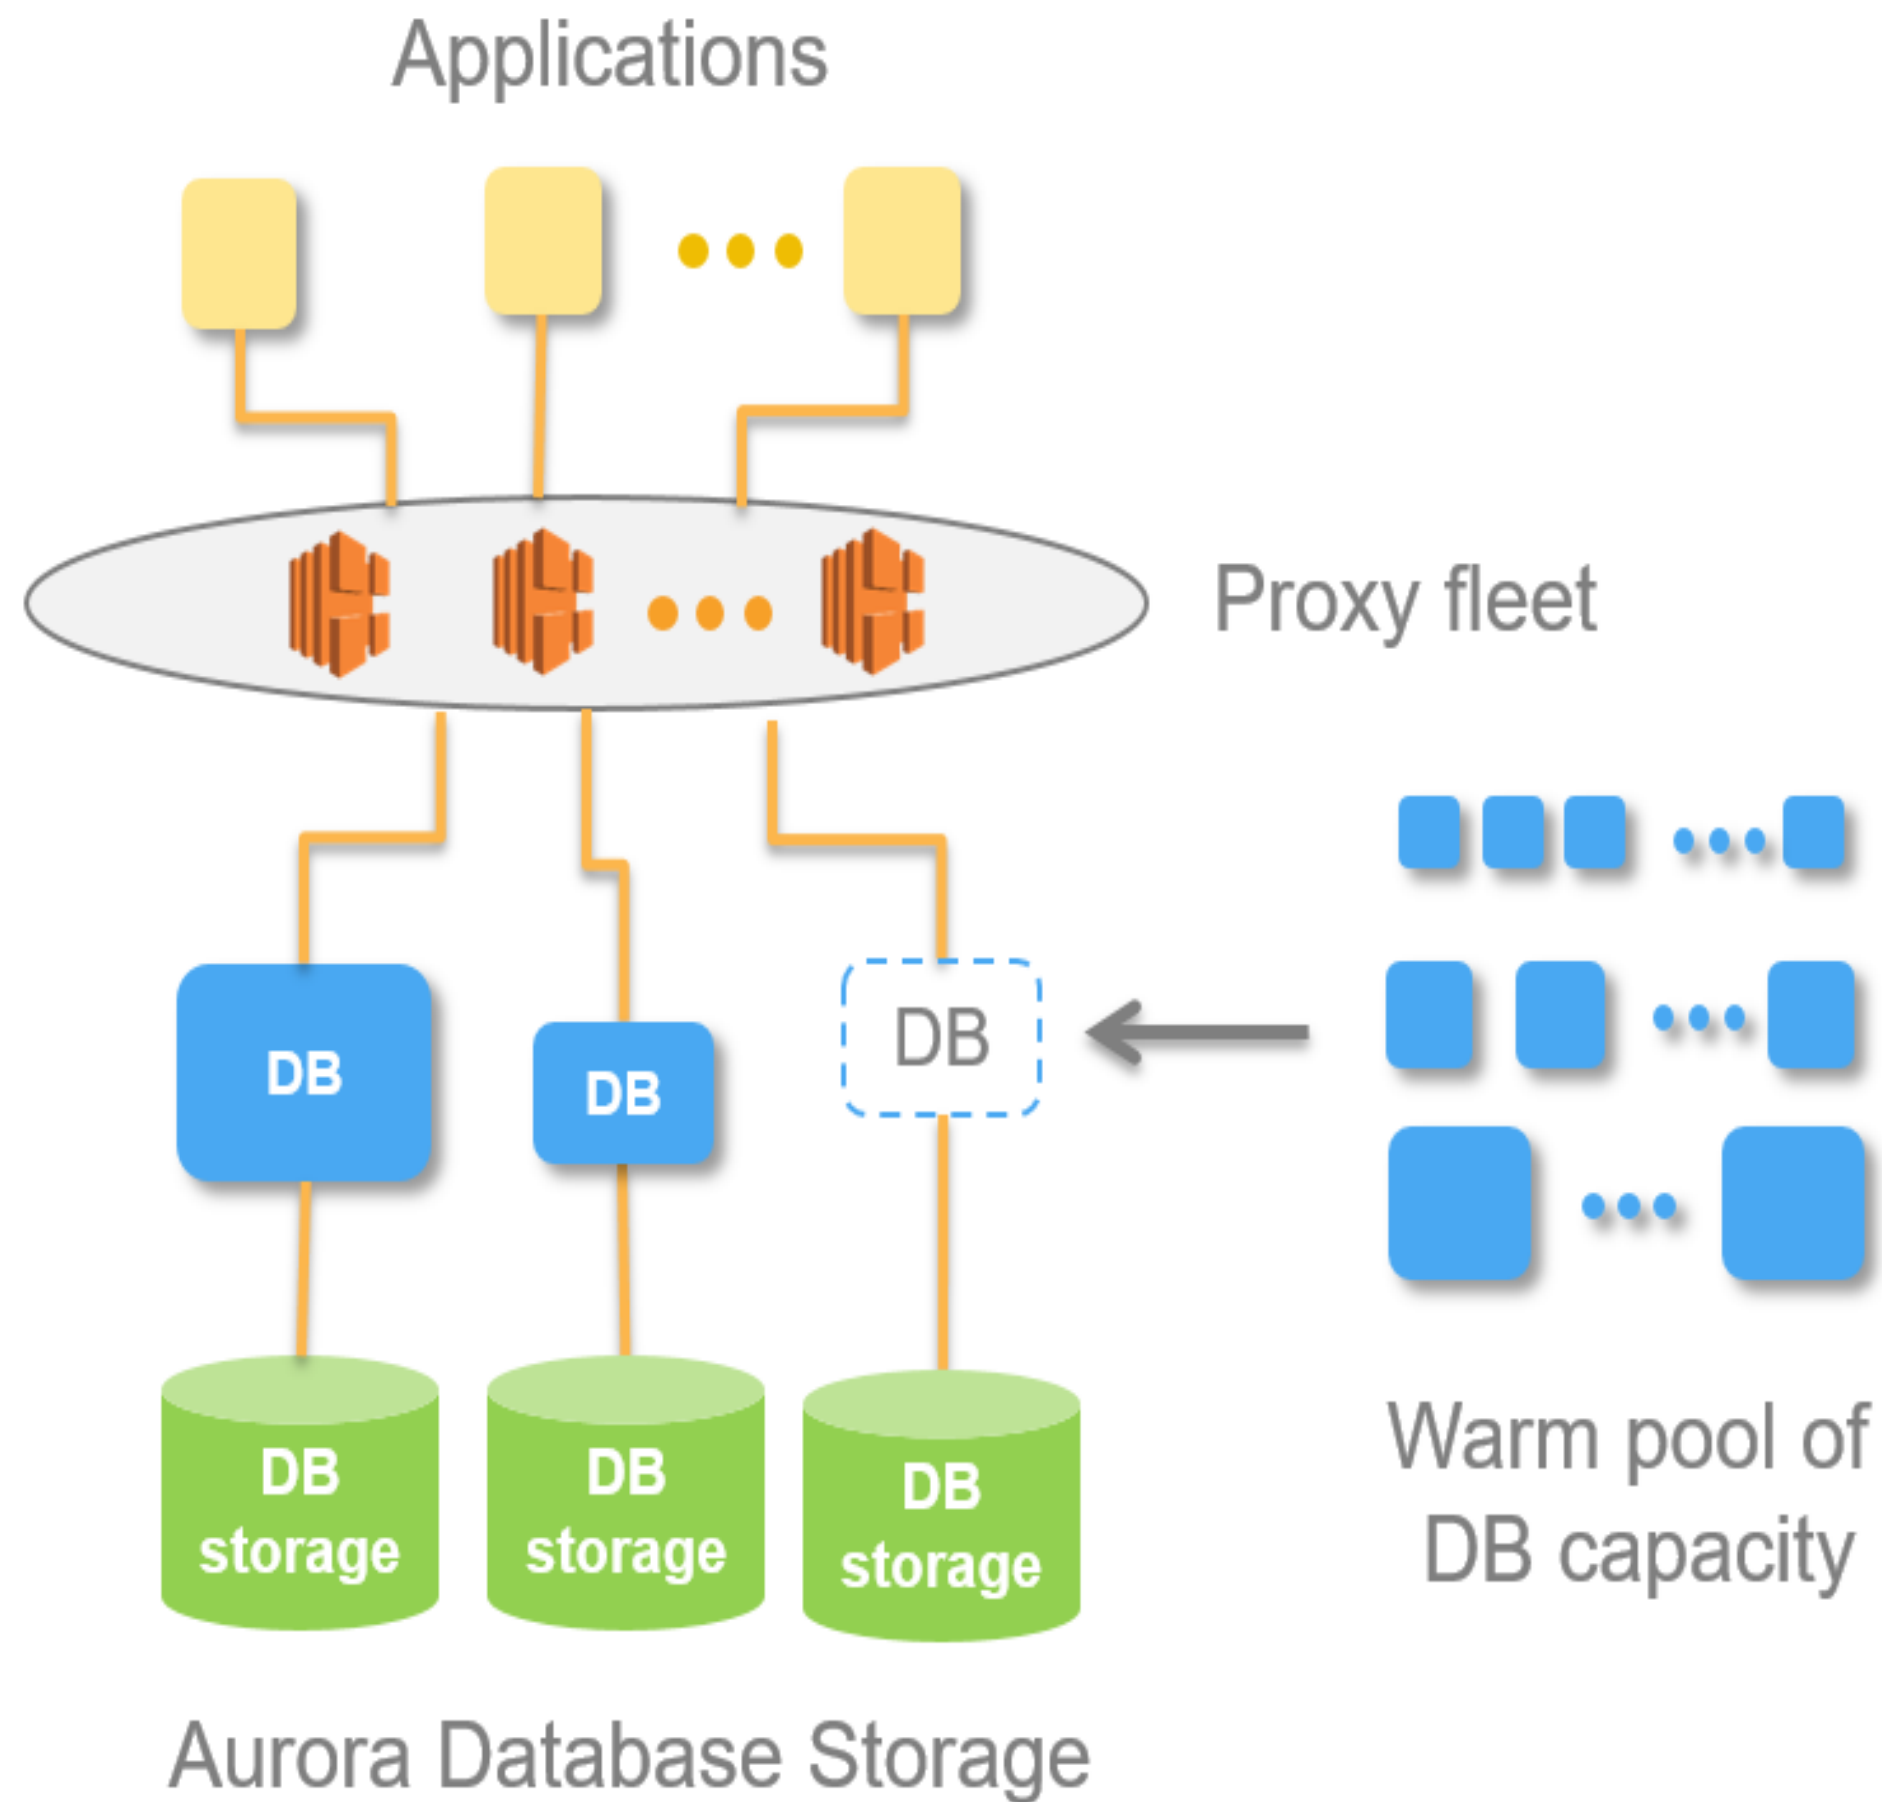 Applications
Proxy fleet
DB
DB
DB
DB
storage
DB
storage
DB
storage
Warm pool of
DB capacity
Aurora Database Storage